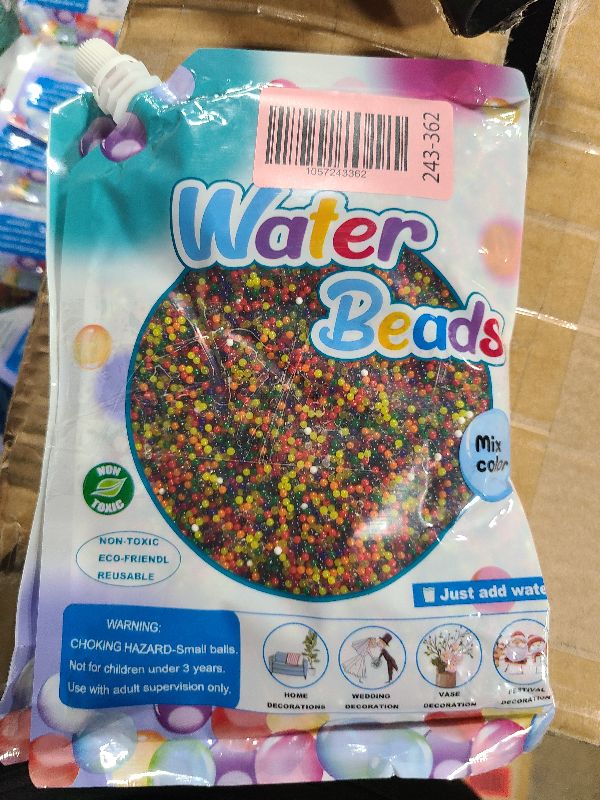 1057243362
243-362
Water
Beads
Mix
color
NON
TOXIC
NON-TOXIC
ECO-FRIENDL
REUSABLE
Just add wate
WARNING:
CHOKING HAZARD-Small balls.
Not for children under 3 years.
Use with adult supervision only.
HOME
DECORATIONS
WEDDING
DECORATION
VASE
DECORATION
FESTIVAL
DECORATION